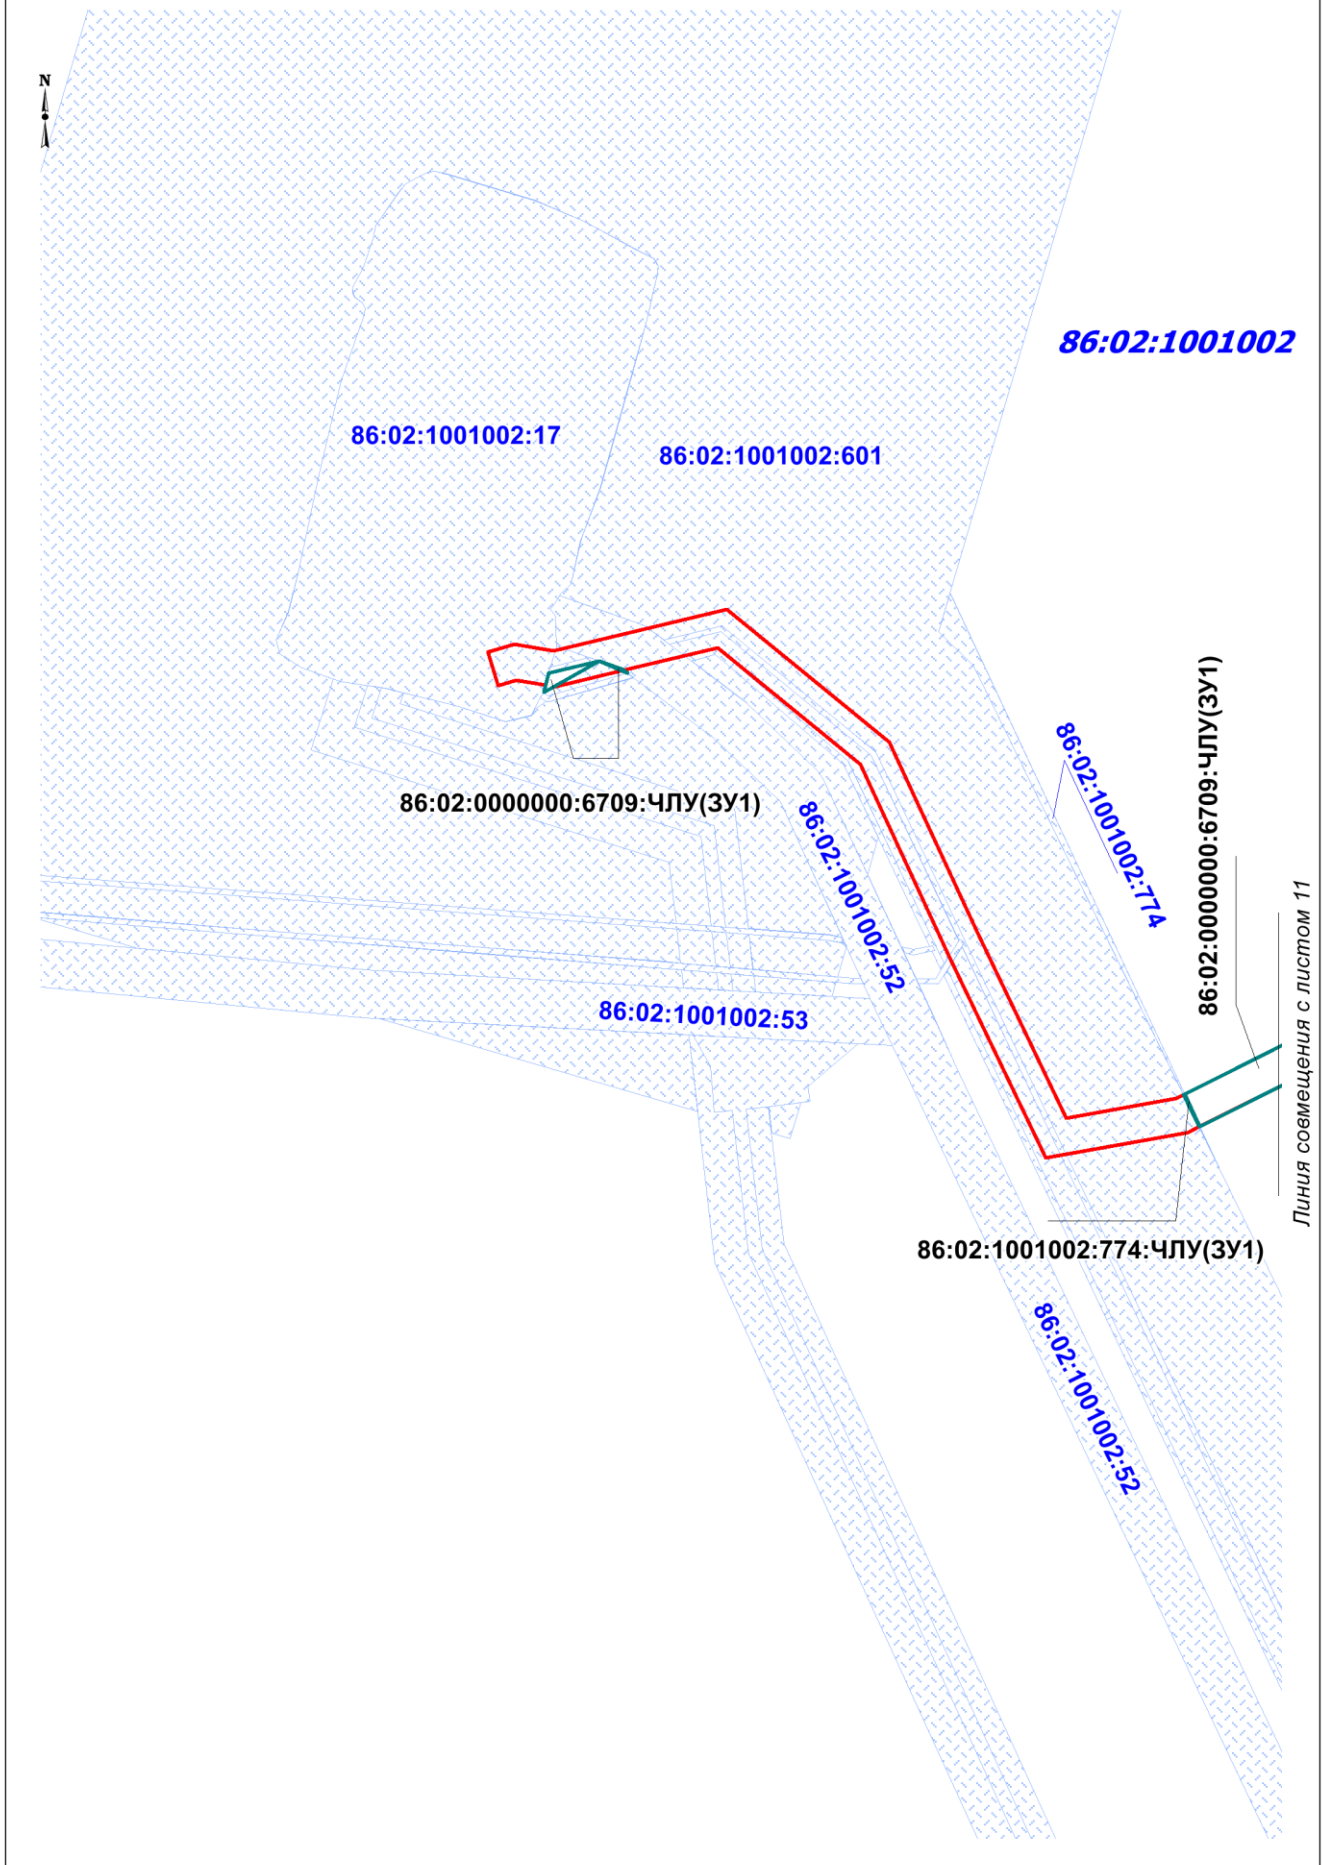 N
86:02:1001002
86:02:1001002:17
86:02:1001002:601
86:02:0000000:6709:ЧЛУ(ЗУ1)
86:02:1001002:774
86:02:0000000:6709:ЧЛУ(ЗУ1)
86:02:1001002:52
Линия совмещения с листом 11
86:02:1001002:53
86:02:1001002:774:ЧЛУ(ЗУ1)
86:02:1001002:52